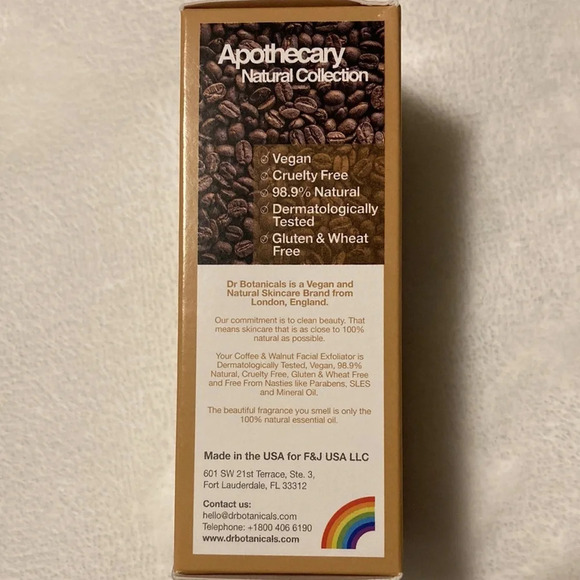 Apothecary
Natural Collection
Vegan
Cruelty Free
98.9% Natural
Dermatologically
Tested
Gluten & Wheat
Free
Dr Botanicals is a Vegan and
Natural Skincare Brand from
London, England.
Our commitment is to clean beauty. That
means skincare that is as close to 100%
natural as possible.
Your Coffee & Walnut Facial Exfoliator is
Dermatologically Tested, Vegan, 98.9%
Natural, Cruelty Free, Gluten & Wheat Free
and Free From Nasties like Parabens, SLES
and Mineral Oil.
The beautiful fragrance you smell is only the
100% natural essential oil.
Made in the USA for F&J USA LLC
601 SW 21st Terrace, Ste. 3,
Fort Lauderdale, FL 33312
Contact us:
hello@drbotanicals.com
Telephone: +1800 406 6190
www.drbotanicals.com